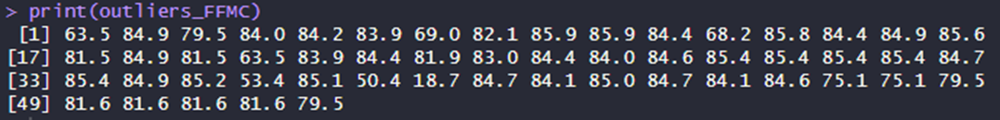 > print(outliers_FFMC)
[1] 63.5 84.9 79.5 84.0 84.2 83.9 69.0 82.1 85.9 85.9 84.4 68.2 85.8 84.4 84.9 85.6
[17] 81.5 84.9 81.5 63.5 83.9 84.4 81.9 83.0 84.4 84.0 84.6 85.4 85.4 85.4 85.4 84.7
[33] 85.4 84.9 85.2 53.4 85.1 50.4 18.7 84.7 84.1 85.0 84.7 84.1 84.6 75.1 75.1 79.5
[49] 81.6 81.6 81.6 81.6 79.5